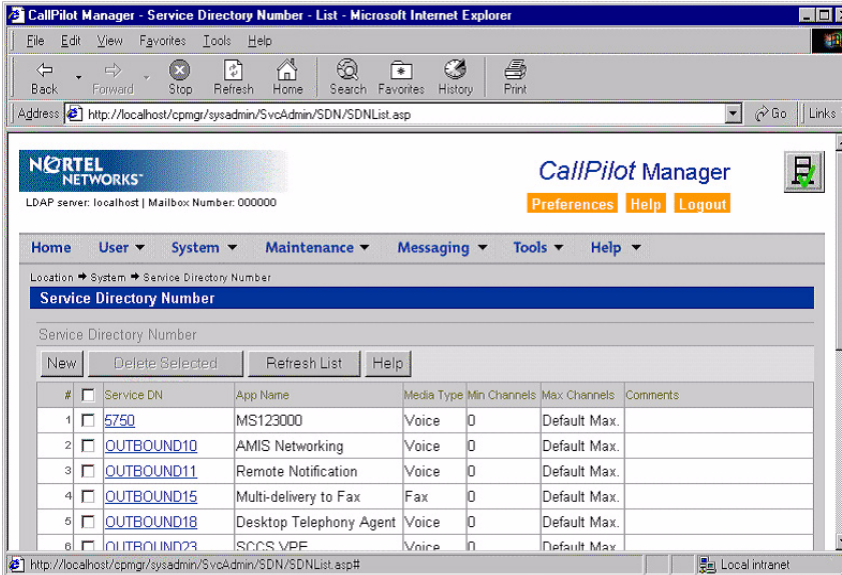 CallPilot Manager - Service Directory Number - List - Microsoft Internet Explorer
File Edit View Favorites Tools Help
Back Forward Stop Refresh Home Search Favorites History Print
Address http://localhost/cpmgr/sysadmin/SvcAdmin/SDN/SDNList.asp Go Links
NORTEL
NETWORKS™
CallPilot Manager
LDAP server: localhost | Mailbox Number: 000000
Preferences Help Logout
Home User System Maintenance Messaging Tools Help
Location → System → Service Directory Number
Service Directory Number
Service Directory Number
New Delete Selected Refresh List Help
# Service DN App Name Media Type Min Channels Max Channels Comments
1 5750 MS123000 Voice 0 Default Max.
2 OUTBOUND10 AMIS Networking Voice 0 Default Max.
3 OUTBOUND11 Remote Notification Voice 0 Default Max.
4 OUTBOUND15 Multi-delivery to Fax Fax 0 Default Max.
5 OUTBOUND18 Desktop Telephony Agent Voice 0 Default Max.
6 OUTBOUND23 SCCS VPE Voice 0 Default Max
http://localhost/cpmgr/sysadmin/SvcAdmin/SDN/SDNList.asp# Local intranet